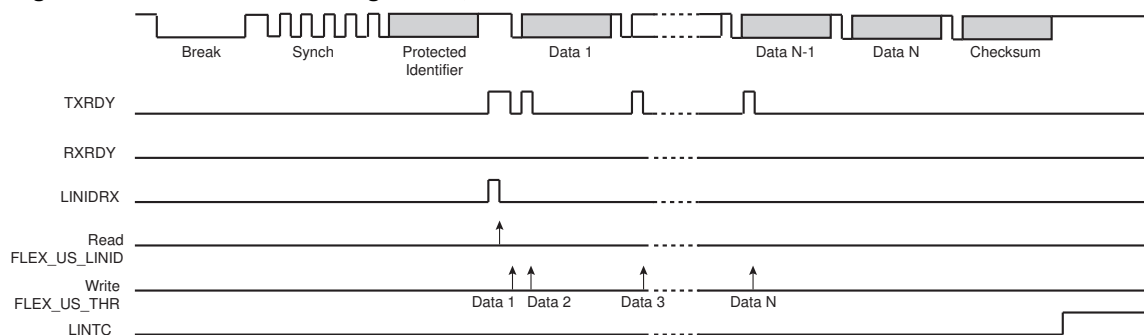 Break Synch Protected Identifier Data 1 Data N-1 Data N Checksum
TXRDY
RXRDY
LINIDRX
Read
FLEX_US_LINID
Write
FLEX_US_THR
Data 1 Data 2 Data 3 Data N
LINTC